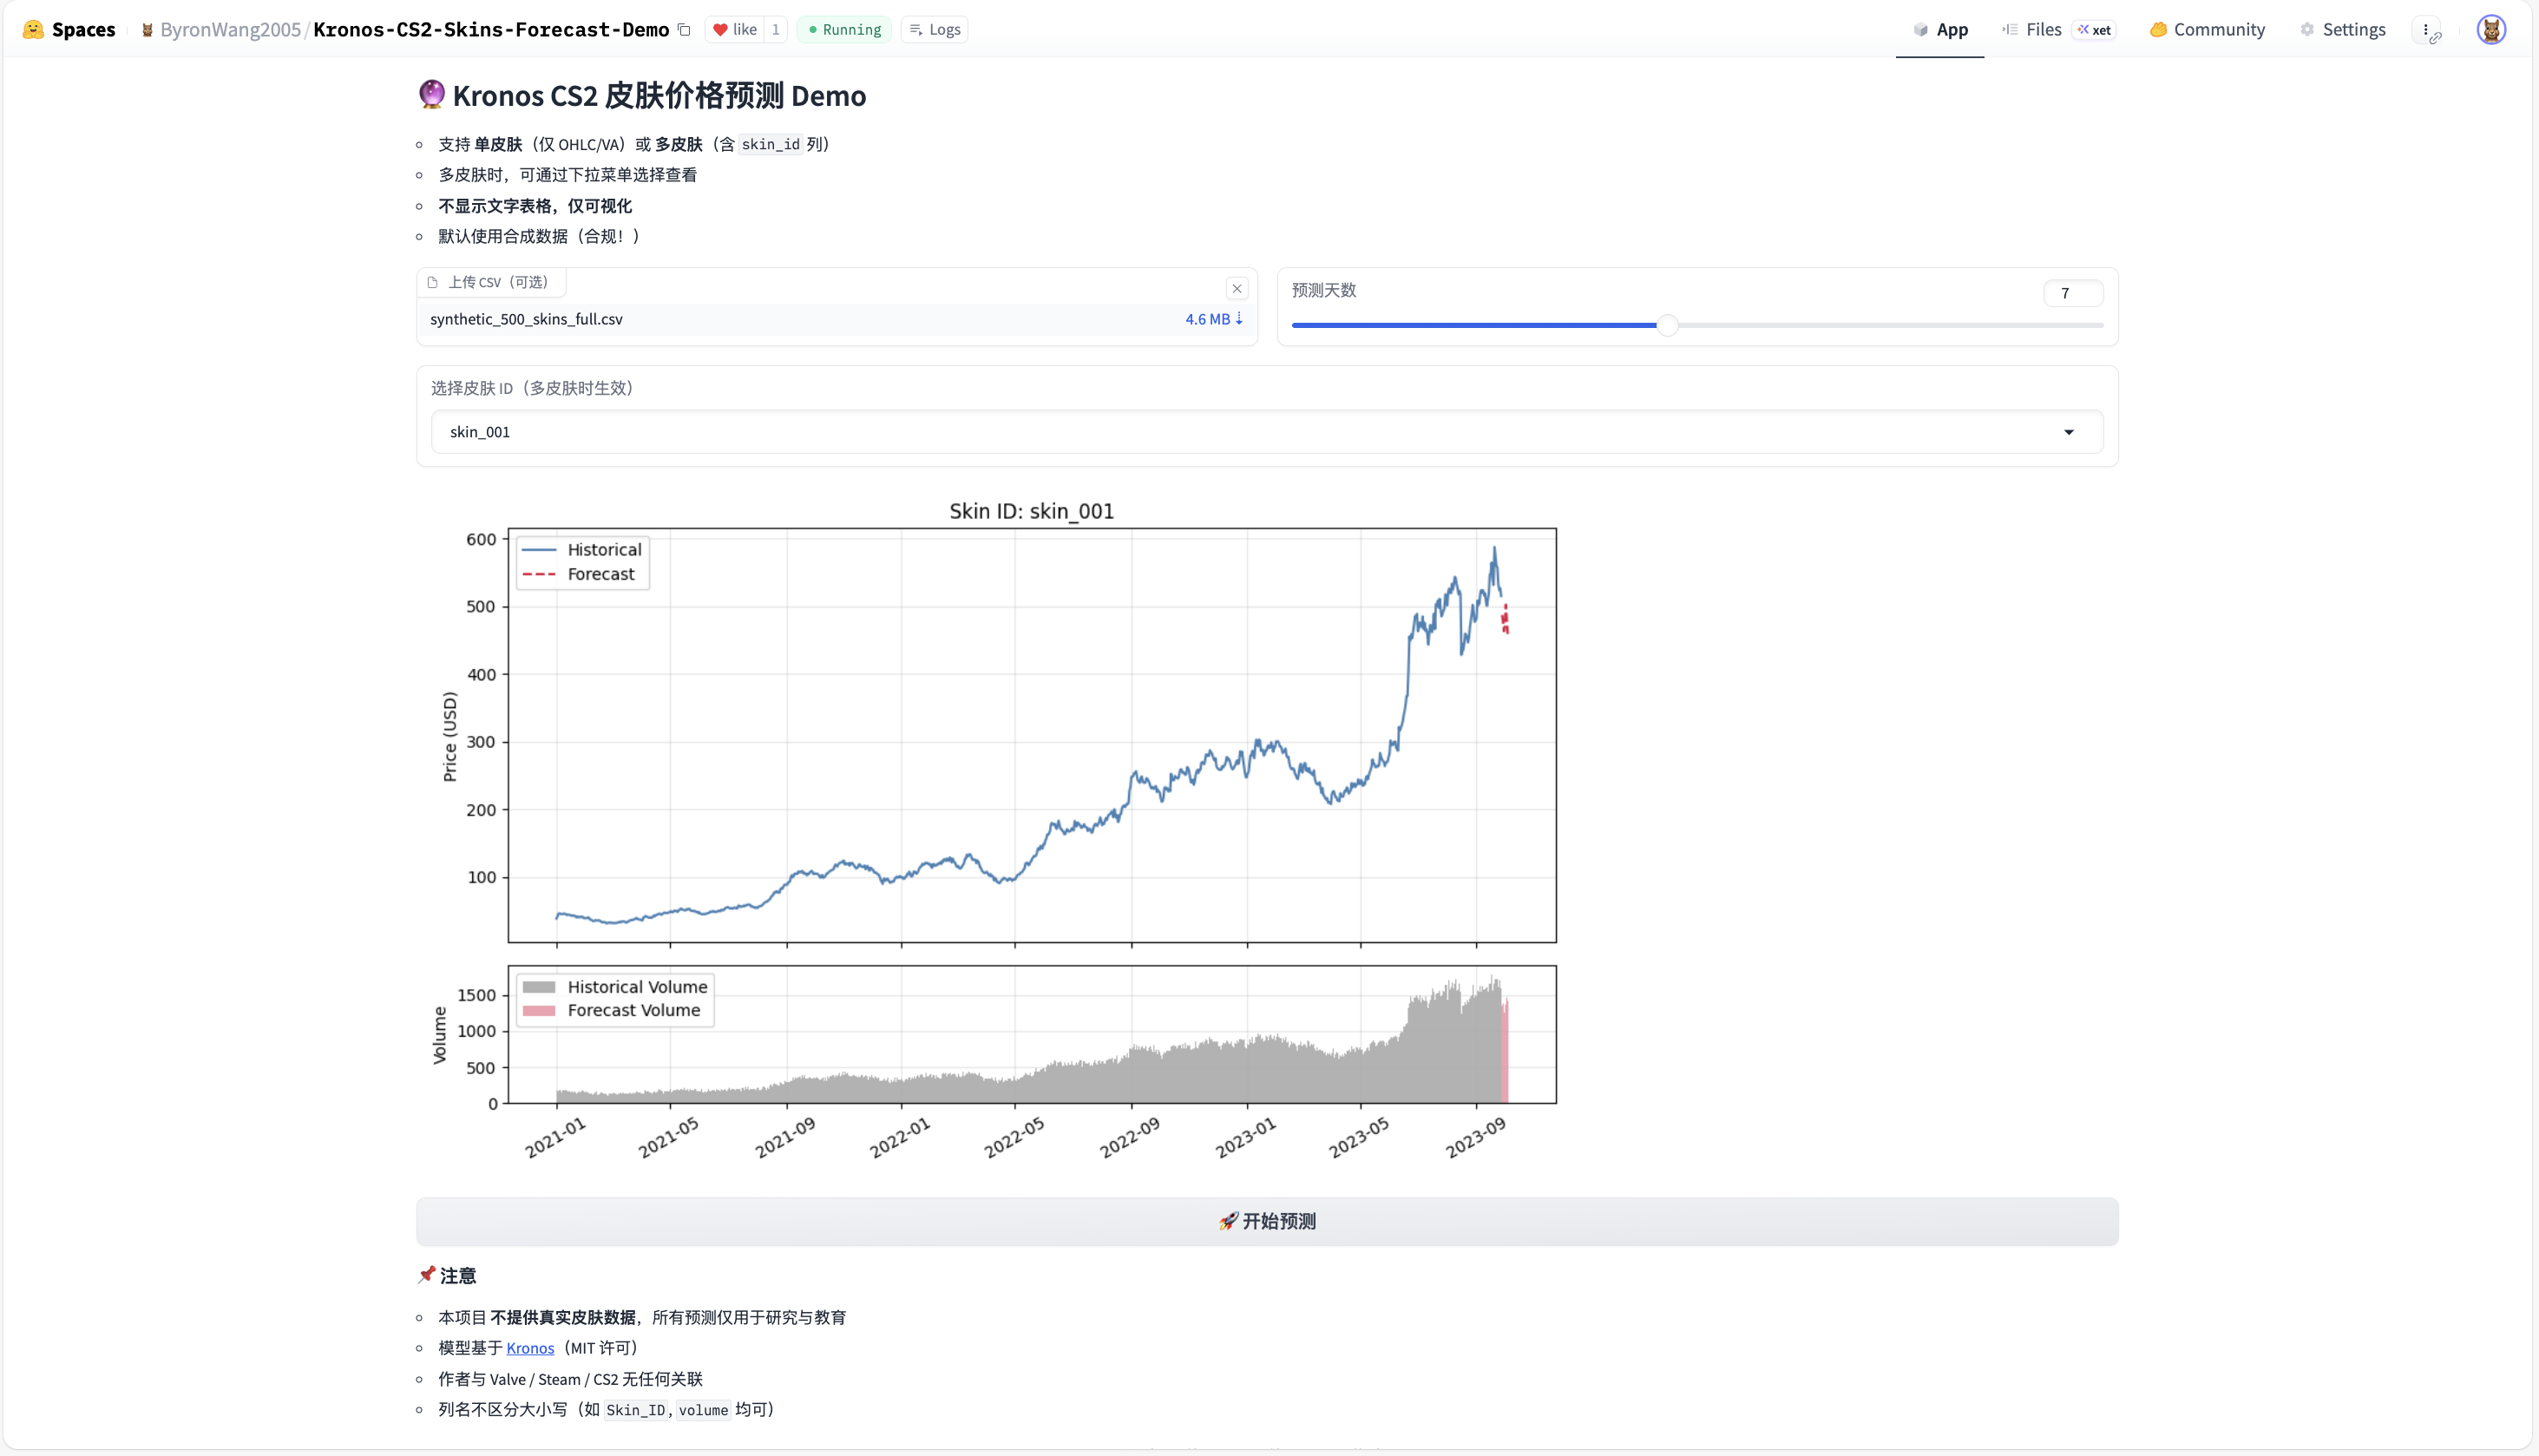 Spaces ByronWang2005/Kronos-CS2-Skins-Forecast-Demo like 1 Running Logs App Files xet Community Settings
Kronos CS2 皮肤价格预测 Demo
支持 单皮肤（仅 OHLC/VA）或 多皮肤（含 skin_id 列）
多皮肤时，可通过下拉菜单选择查看
不显示文字表格，仅可视化
默认使用合成数据（合规！）
上传 CSV（可选）
synthetic_500_skins_full.csv 4.6 MB ⇣
预测天数 7
选择皮肤 ID（多皮肤时生效）
skin_001
Skin ID: skin_001
Historical
Forecast
600
500
400
300
200
100
Price (USD)
Historical Volume
Forecast Volume
1500
1000
500
0
Volume
2021-01 2021-05 2021-09 2022-01 2022-05 2022-09 2023-01 2023-05 2023-09
🚀 开始预测
📌 注意
本项目 不提供真实皮肤数据，所有预测仅用于研究与教育
模型基于 Kronos（MIT 许可）
作者与 Valve / Steam / CS2 无任何关联
列名不区分大小写（如 Skin_ID, volume 均可）